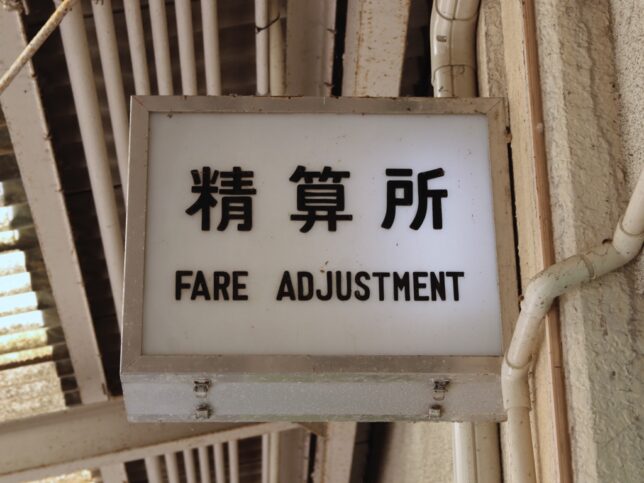 精算所
FARE ADJUSTMENT